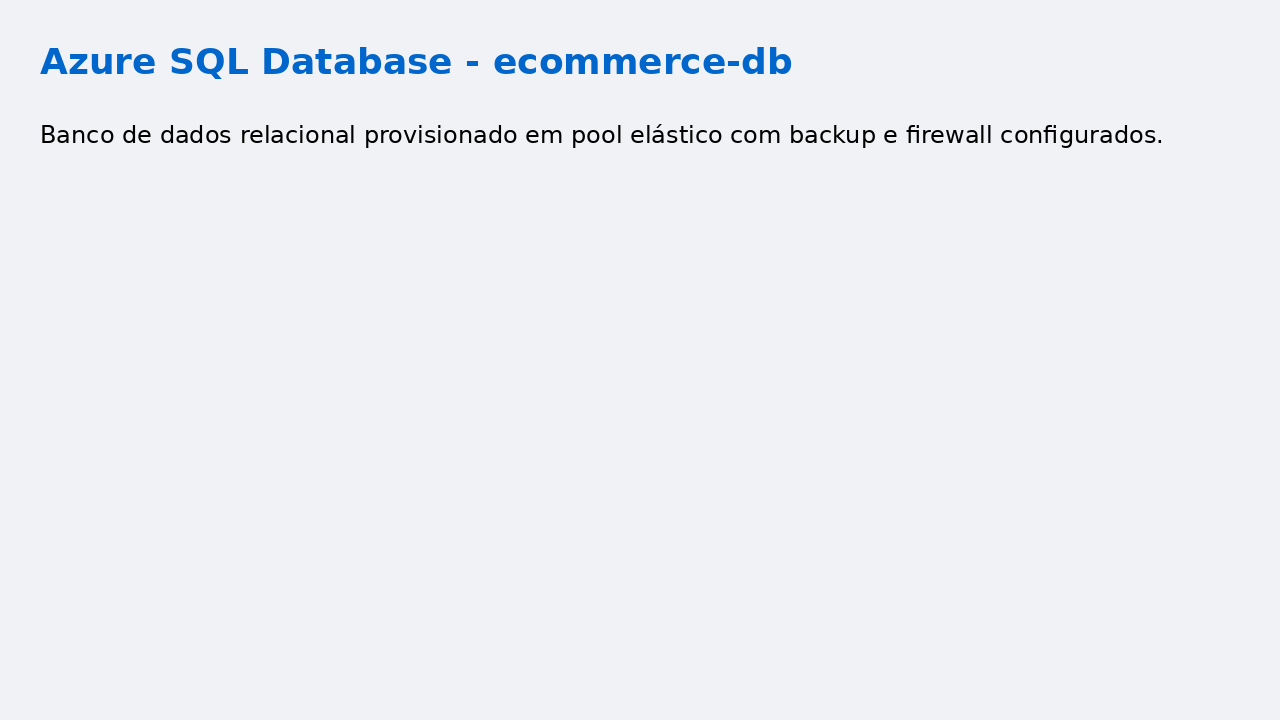 Azure SQL Database - ecommerce-db
Banco de dados relacional provisionado em pool elástico com backup e firewall configurados.